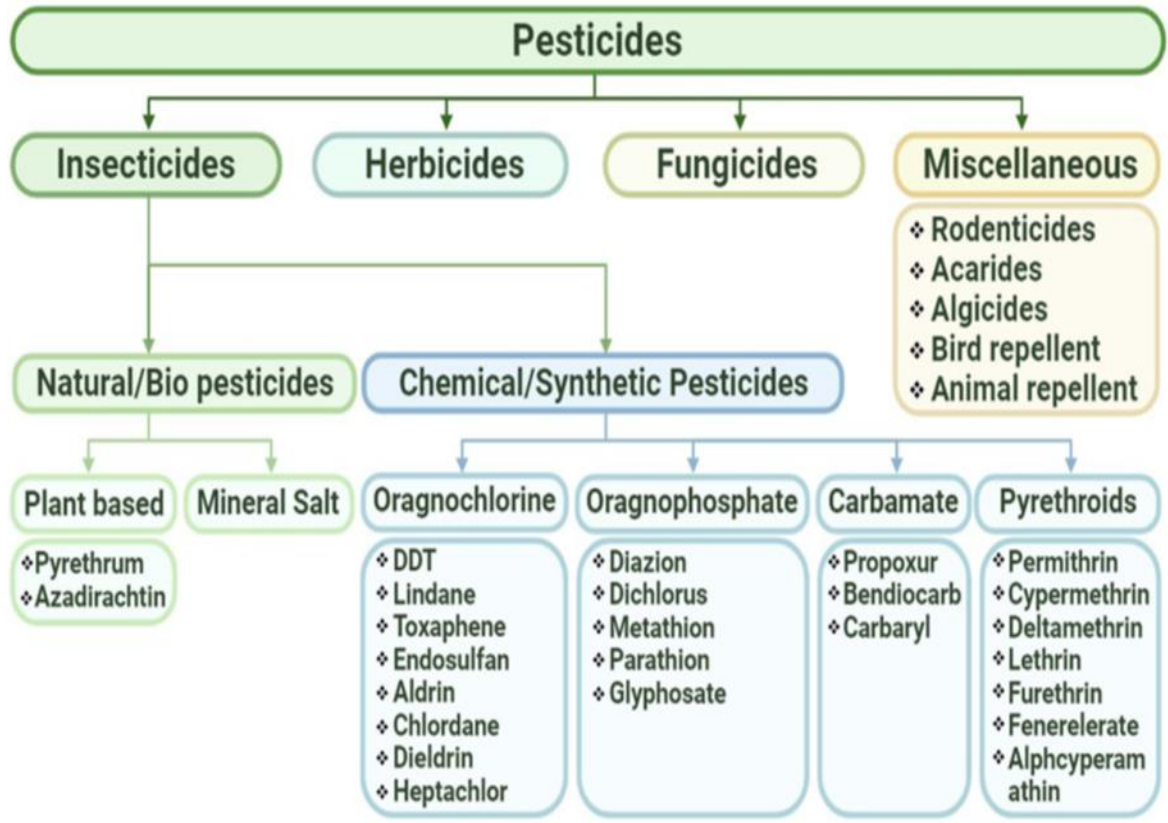 Pesticides
Insecticides
Herbicides
Fungicides
Miscellaneous
❖ Rodenticides
❖ Acarides
❖ Algicides
❖ Bird repellent
❖ Animal repellent
Natural/Bio pesticides
Chemical/Synthetic Pesticides
Plant based
Mineral Salt
Oragnochlorine
Oragnophosphate
Carbamate
Pyrethroids
❖Pyrethrum
❖Azadirachtin
❖ DDT
❖ Lindane
❖ Toxaphene
❖ Endosulfan
❖ Aldrin
❖ Chlordane
❖ Dieldrin
❖ Heptachlor
❖ Diazion
❖ Dichlorus
❖ Metathion
❖ Parathion
❖ Glyphosate
❖Propoxur
❖Bendiocarb
❖Carbaryl
❖Permithrin
❖Cypermethrin
❖Deltamethrin
❖Lethrin
❖Furethrin
❖Fenerelerate
❖Alphcyperam
athin